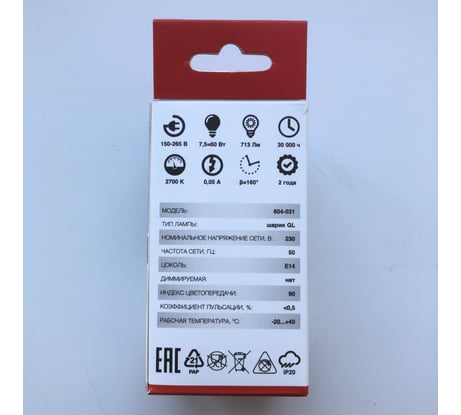 150-265 В 7,5=60 Вт 713 Лм 30 000 ч
2700 К 0,05 А β=160° 2 года
МОДЕЛЬ: 604-031
ТИП ЛАМПЫ: шарик GL
НОМИНАЛЬНОЕ НАПРЯЖЕНИЕ СЕТИ, В: 230
ЧАСТОТА СЕТИ, ГЦ: 50
ЦОКОЛЬ: E14
ДИММИРУЕМАЯ: нет
ИНДЕКС ЦВЕТОПЕРЕДАЧИ: 90
КОЭФФИЦИЕНТ ПУЛЬСАЦИИ, %: <0,5
РАБОЧАЯ ТЕМПЕРАТУРА, °С: -20...+40
EAC 21 PAP IP20